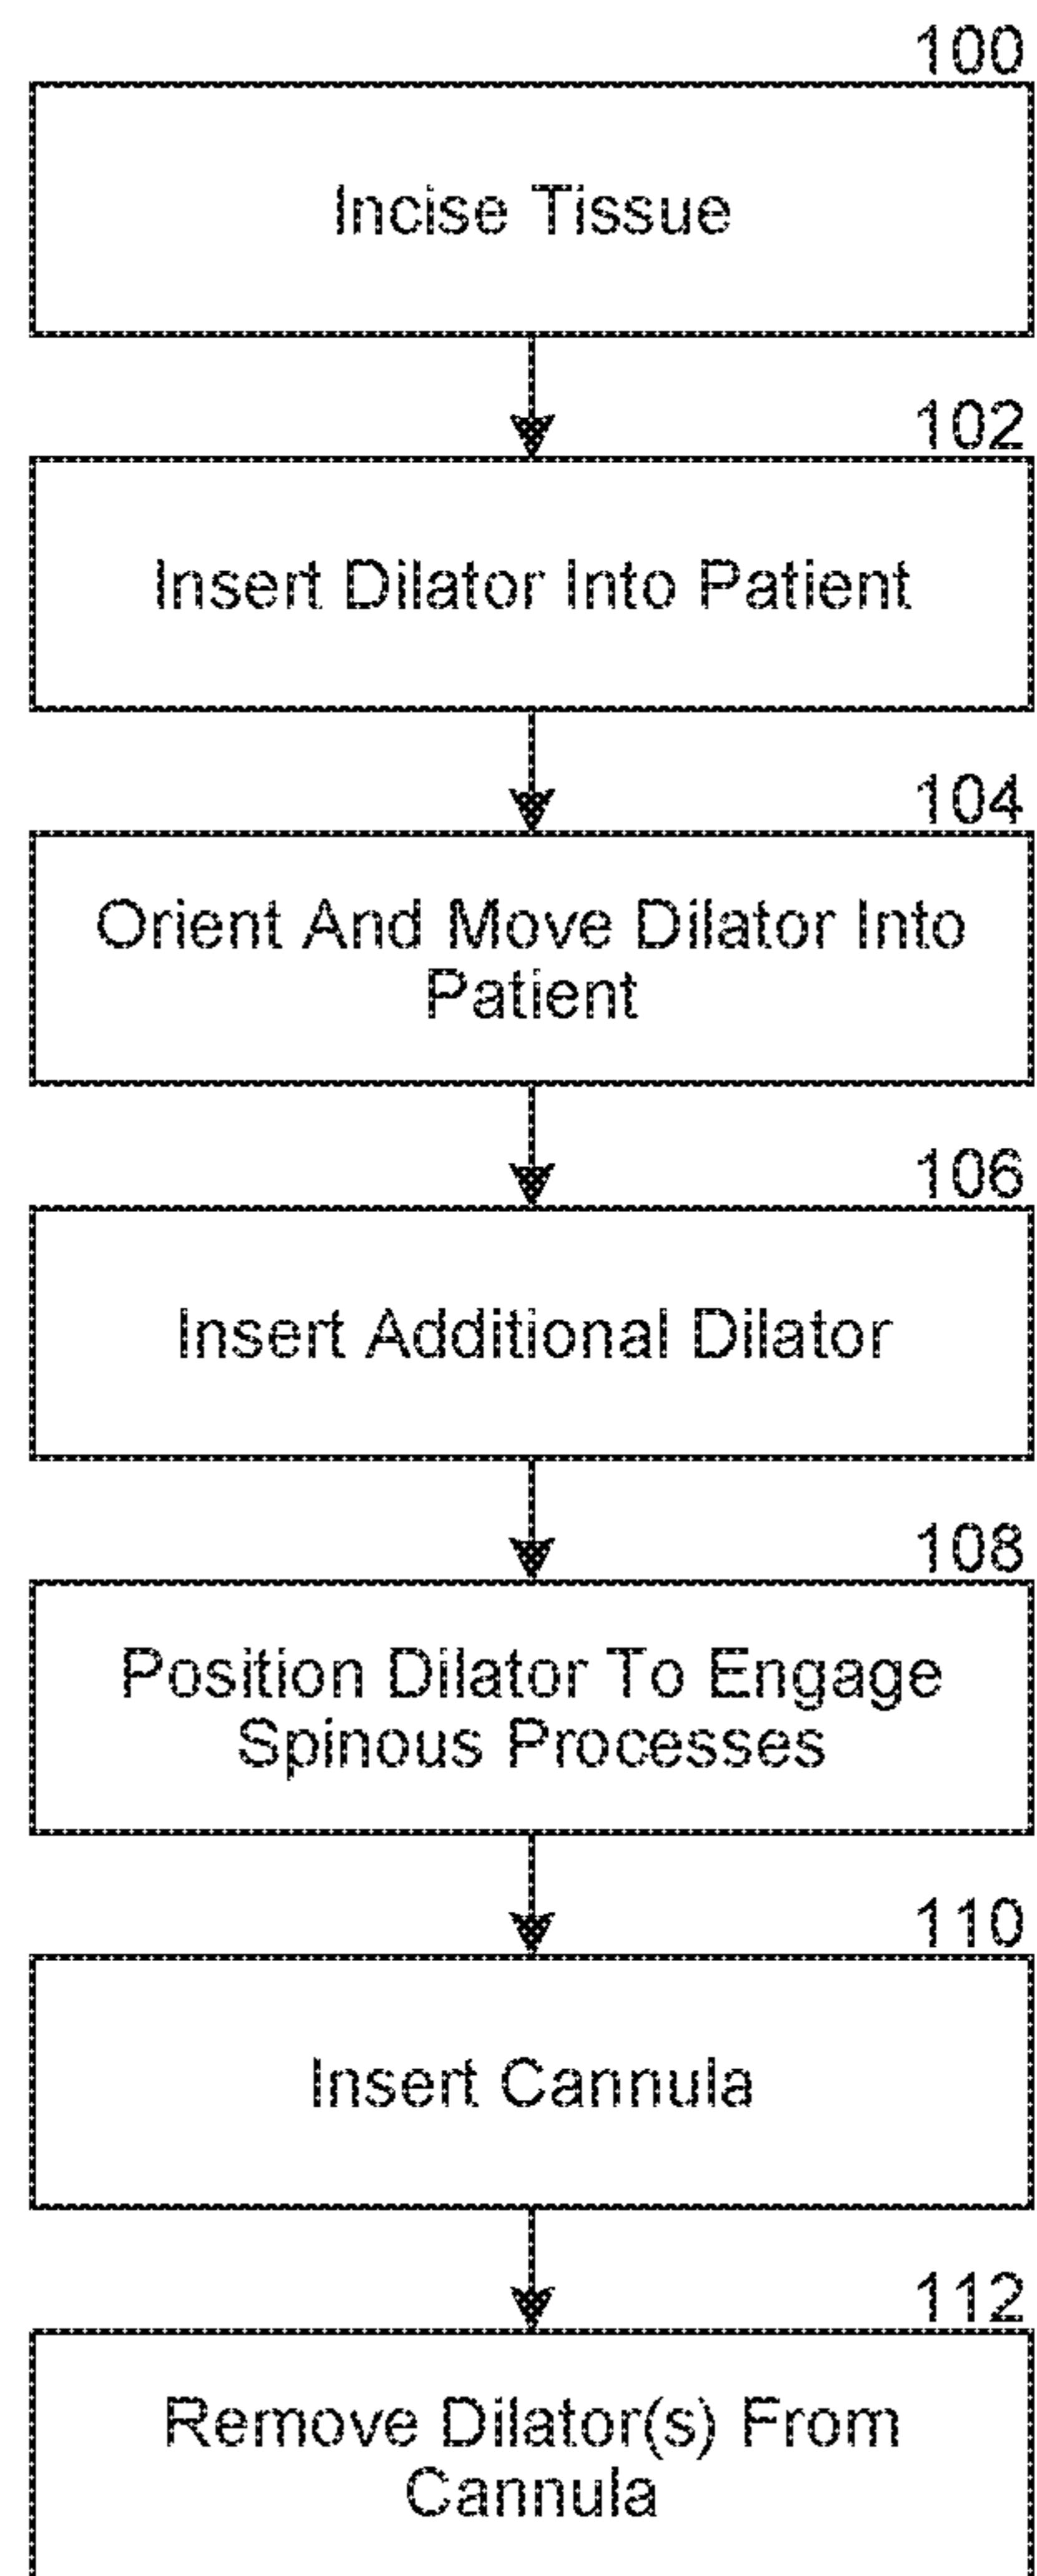 100
Incise Tissue
102
Insert Dilator Into Patient
104
Orient And Move Dilator Into
Patient
106
Insert Additional Dilator
108
Position Dilator To Engage
Spinous Processes
110
Insert Cannula
112
Remove Dilator(s) From
Cannula